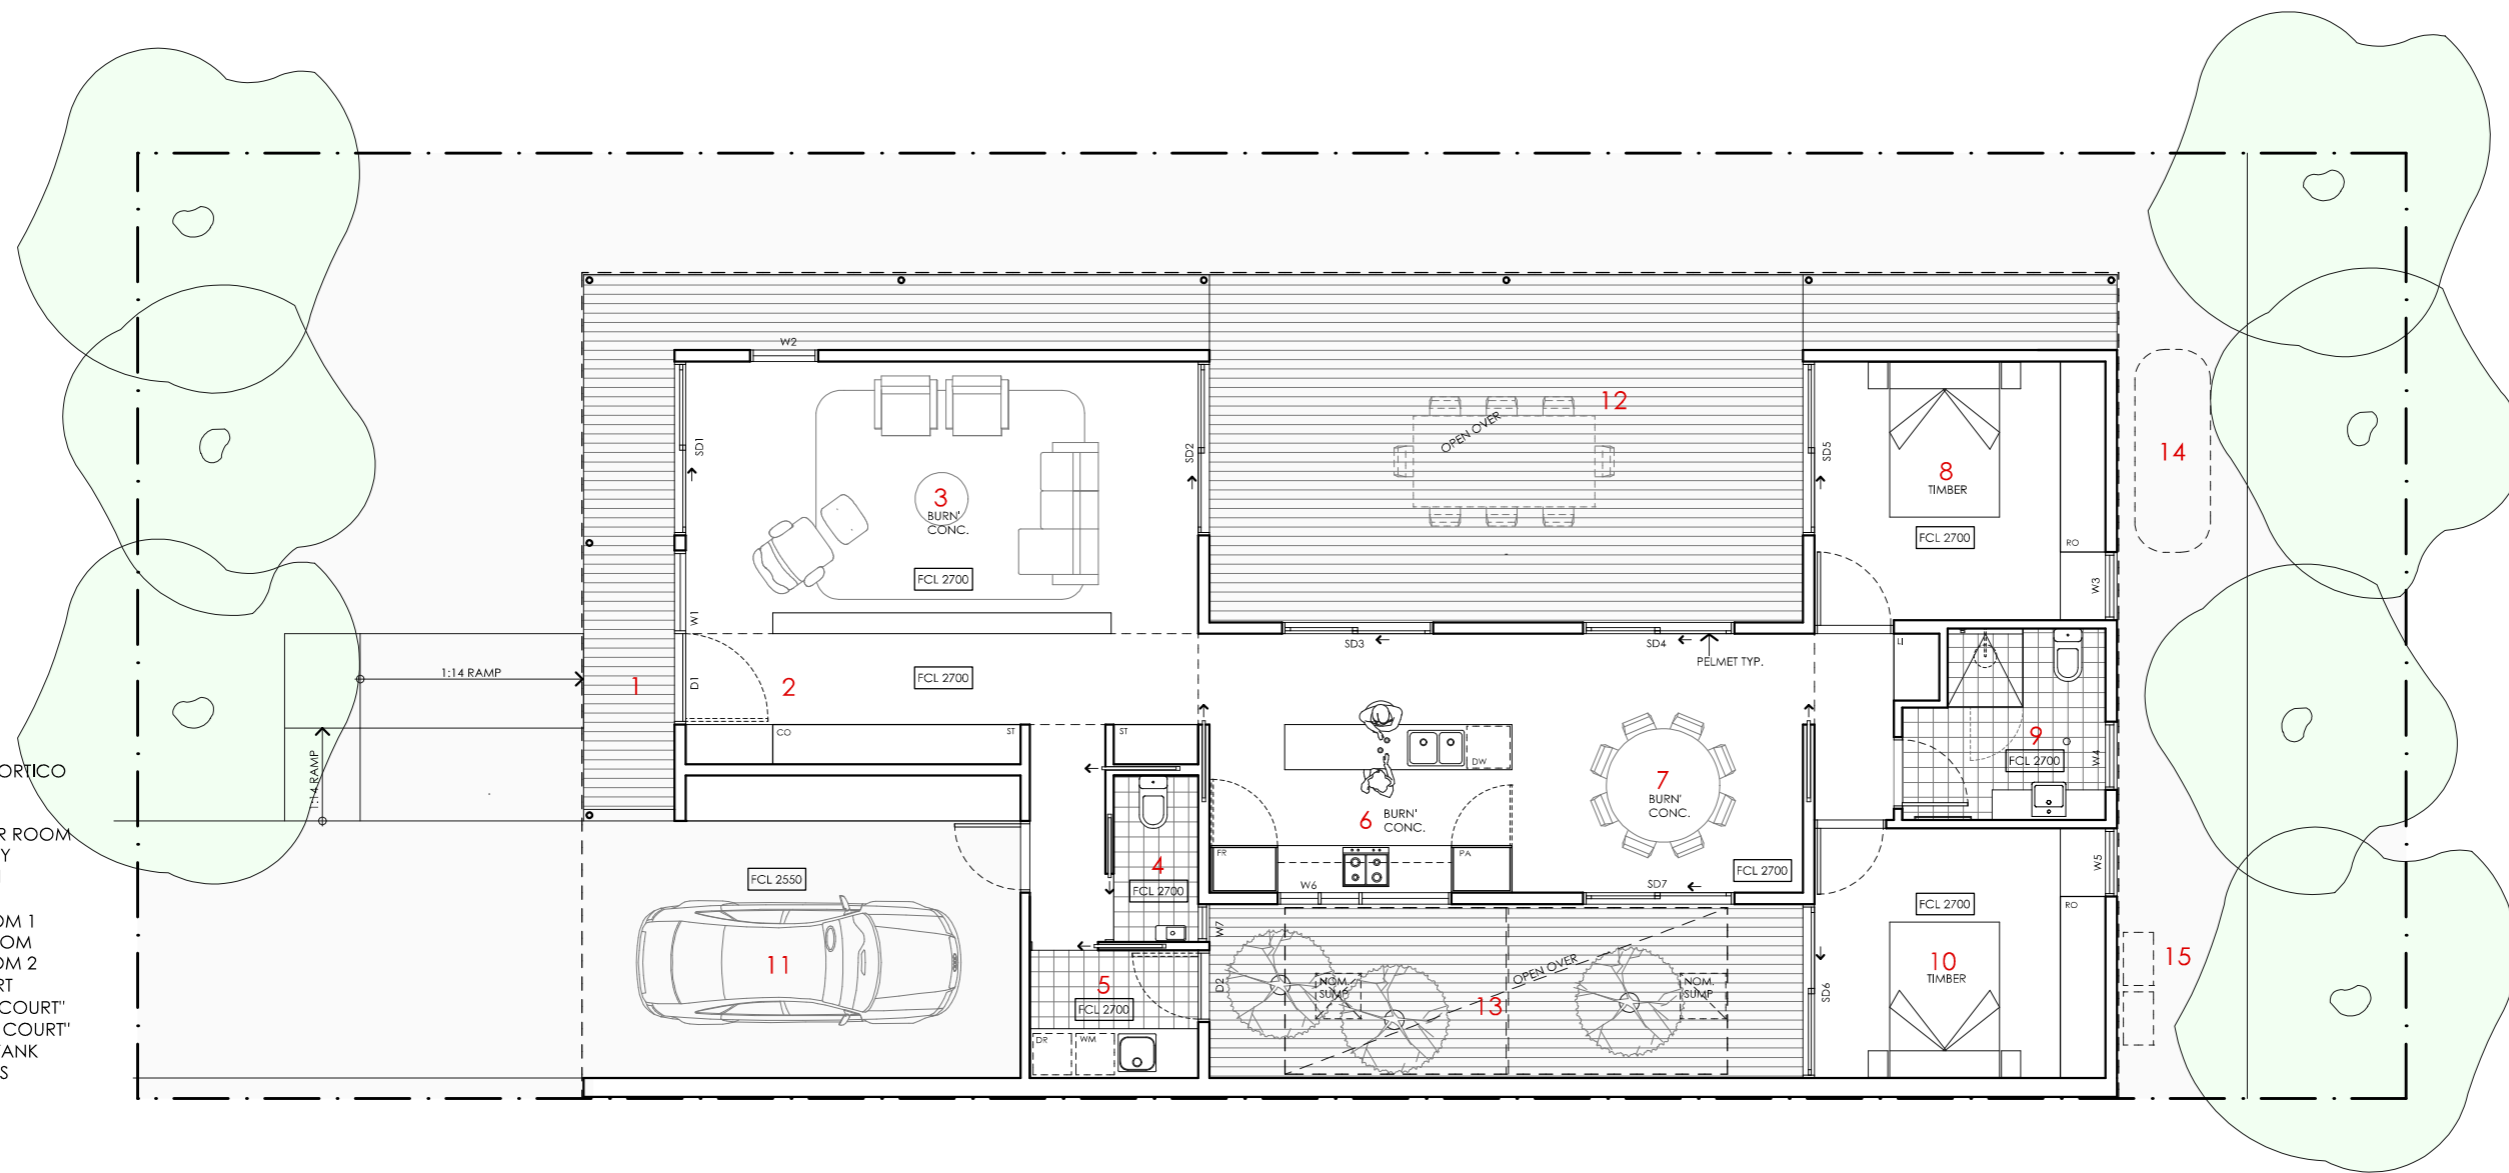 W2
SD1
SD2
12
OPEN OVER
SD5
8
TIMBER
14
3
BURN'
CONC.
FCL 2700
FCL 2700
RO
W3
W1
SD3
SD4
PELMET TYP.
LI
1:14 RAMP
1
D1
2
FCL 2700
CO
ST
ST
DW
9
FCL 2700
W4
1:14 RAMP
7
BURN'
CONC.
6
BURN'
CONC.
FR
PA
4
FCL 2700
FCL 2550
W6
SD7
FCL 2700
W5
FCL 2700
RO
W7
11
5
FCL 2700
D2
NOM.
SUMP
OPEN OVER
13
NOM.
SUMP
SD6
10
TIMBER
15
DR
WM
ORTICO
R ROOM
Y
OM 1
OOM
OM 2
RT
COURT"
COURT"
TANK
S